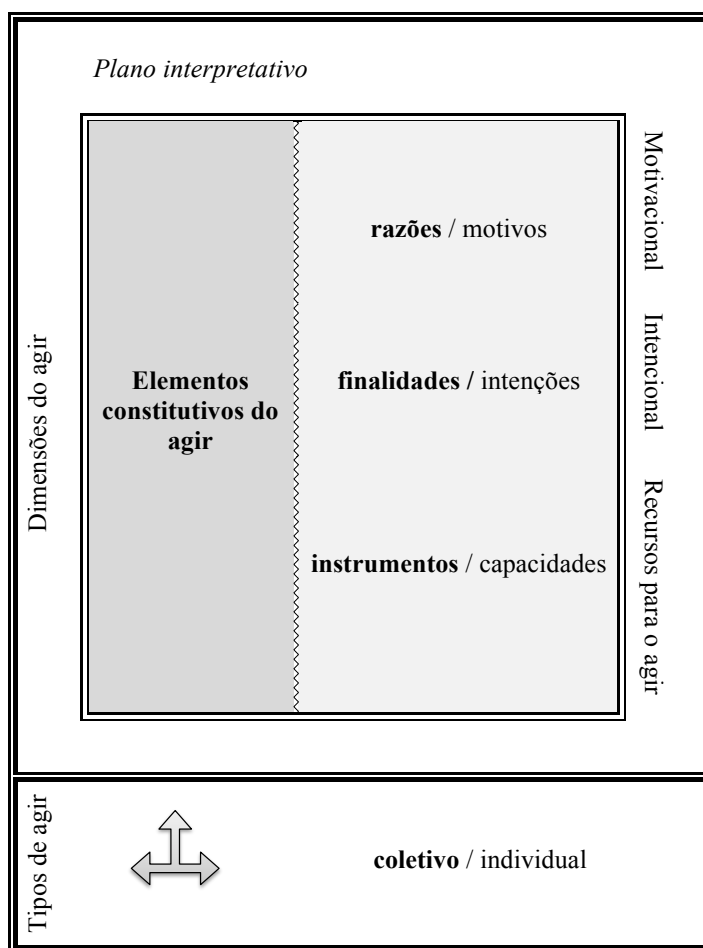 Plano interpretativo
Dimensões do agir
Elementos
constitutivos do
agir
razões / motivos
finalidades / intenções
instrumentos / capacidades
Motivacional
Intencional
Recursos para o agir
Tipos de agir
coletivo / individual